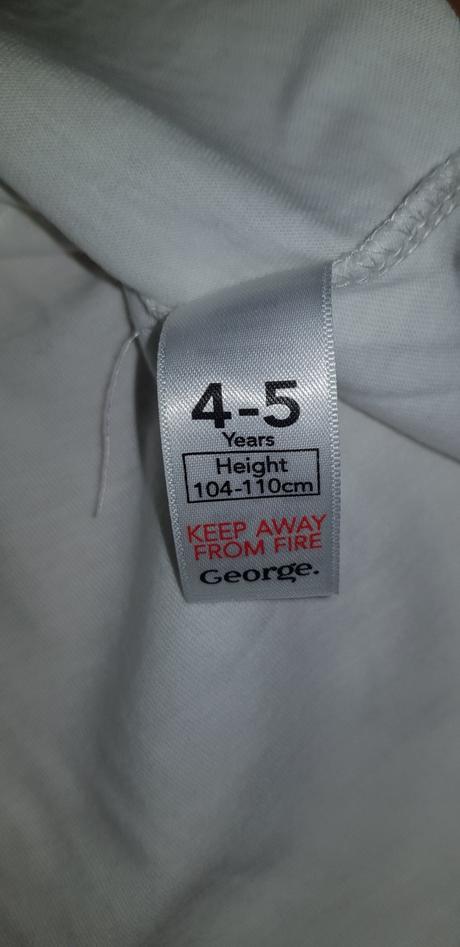 4-5
Years
Height
104-110cm
KEEP AWAY
FROM FIRE
George.